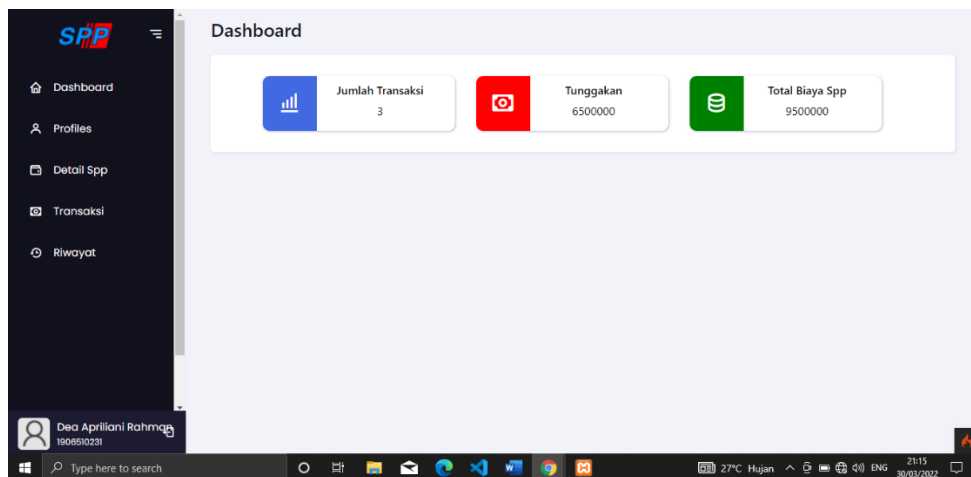 SPP
Dashboard
Dashboard
Profiles
Detail Spp
Transaksi
Riwayat
Jumlah Transaksi
3
Tunggakan
6500000
Total Biaya Spp
9500000
Dea Apriliani Rahman
1906510231
Type here to search
27°C Hujan
ENG
21:15
30/03/2022